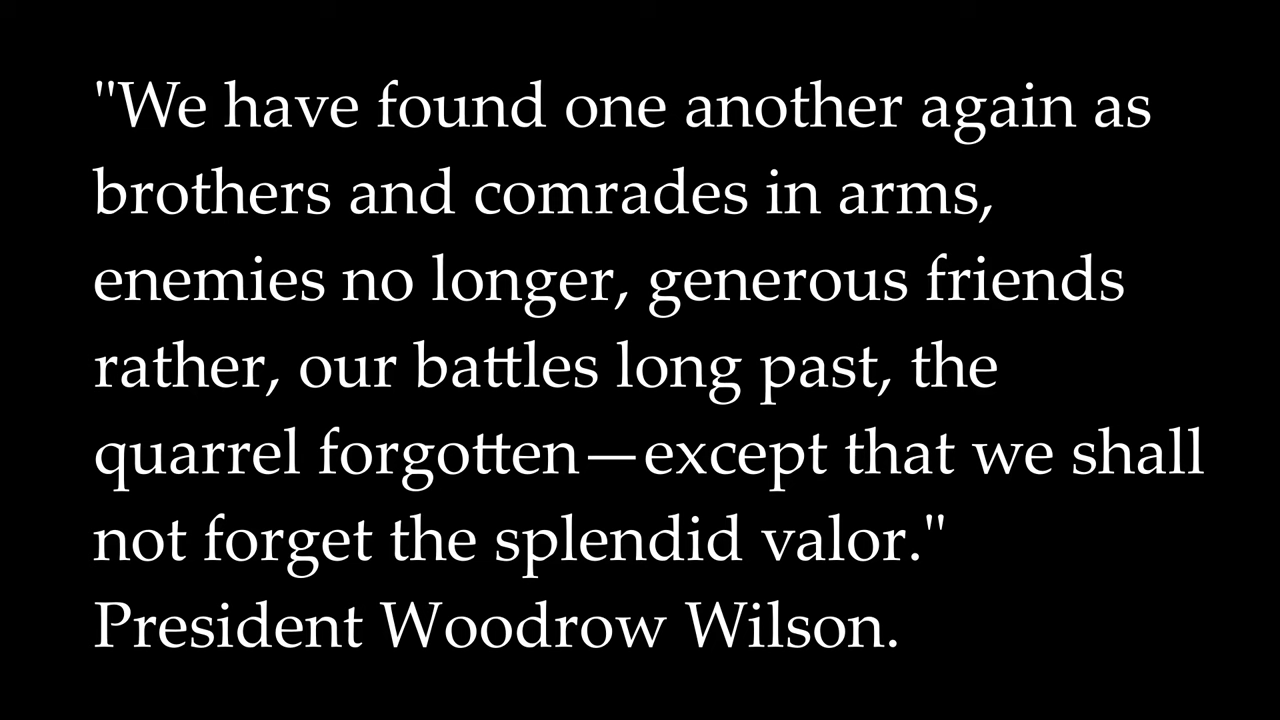 "We have found one another again as
brothers and comrades in arms,
enemies no longer, generous friends
rather, our battles long past, the
quarrel forgotten—except that we shall
not forget the splendid valor."
President Woodrow Wilson.